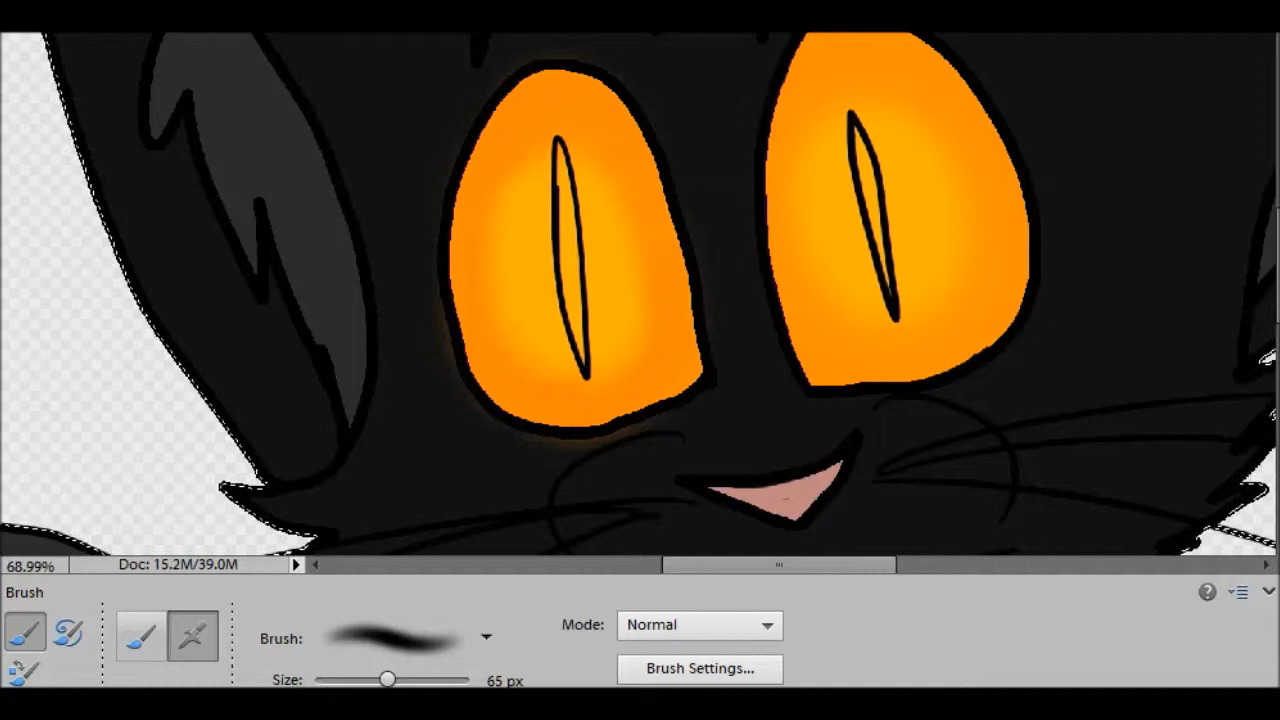 68.99%
Doc: 15.2M/39.0M
Brush
Brush:
Mode:
Normal
Brush Settings...
Size:
65 px